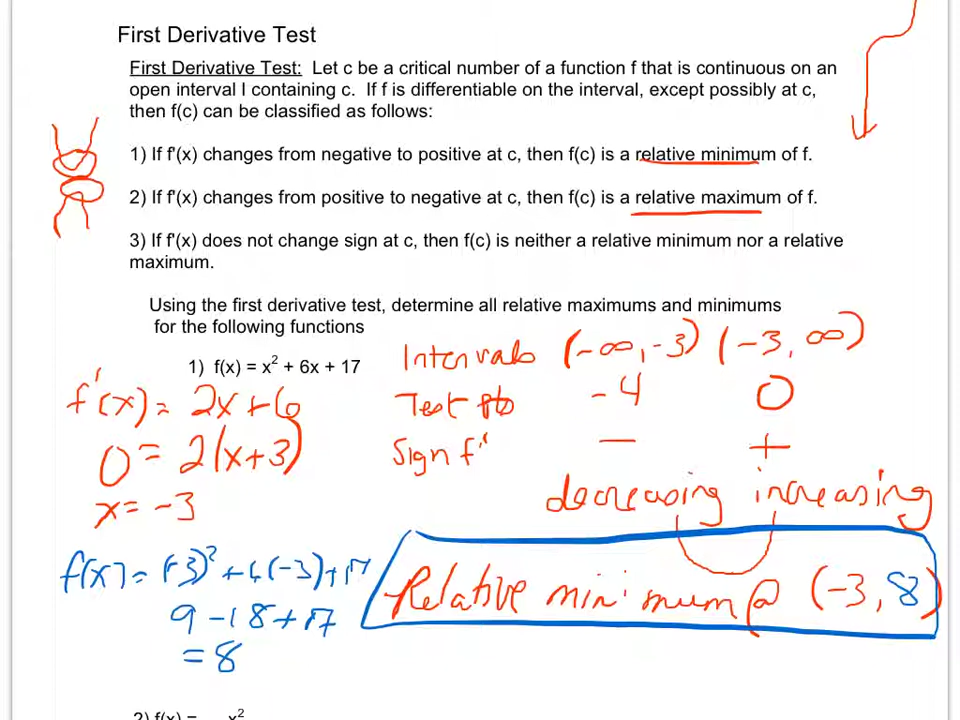 First Derivative Test
First Derivative Test: Let c be a critical number of a function f that is continuous on an
open interval I containing c. If f is differentiable on the interval, except possibly at c,
then f(c) can be classified as follows:
1) If f'(x) changes from negative to positive at c, then f(c) is a relative minimum of f.
2) If f'(x) changes from positive to negative at c, then f(c) is a relative maximum of f.
3) If f'(x) does not change sign at c, then f(c) is neither a relative minimum nor a relative
maximum.
Using the first derivative test, determine all relative maximums and minimums
for the following functions
1) f(x) = x² + 6x + 17
f'(x) = 2x + 6
0 = 2(x+3)
x = -3
Intervals (-∞, -3) (-3, ∞)
Test pts -4 0
Sign f' − +
decreasing increasing
f(x) = (-3)² + 6(-3) + 17
9 - 18 + 17
= 8
Relative minimum @ (-3, 8)
2) f(x) = x²